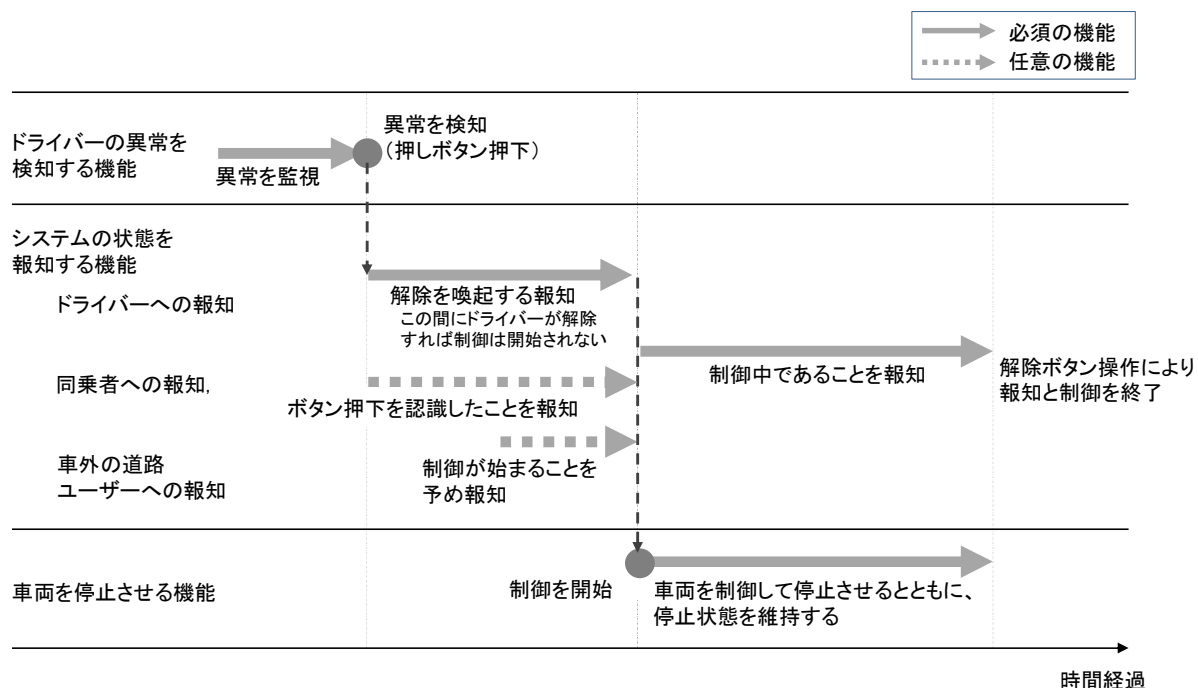 必須の機能
任意の機能
ドライバーの異常を
検知する機能
異常を監視
異常を検知
（押しボタン押下）
システムの状態を
報知する機能
ドライバーへの報知
解除を喚起する報知
この間にドライバーが解除
すれば制御は開始されない
同乗者への報知,
ボタン押下を認識したことを報知
制御中であることを報知
解除ボタン操作により
報知と制御を終了
車外の道路
ユーザーへの報知
制御が始まることを
予め報知
車両を停止させる機能
制御を開始
車両を制御して停止させるとともに、
停止状態を維持する
時間経過